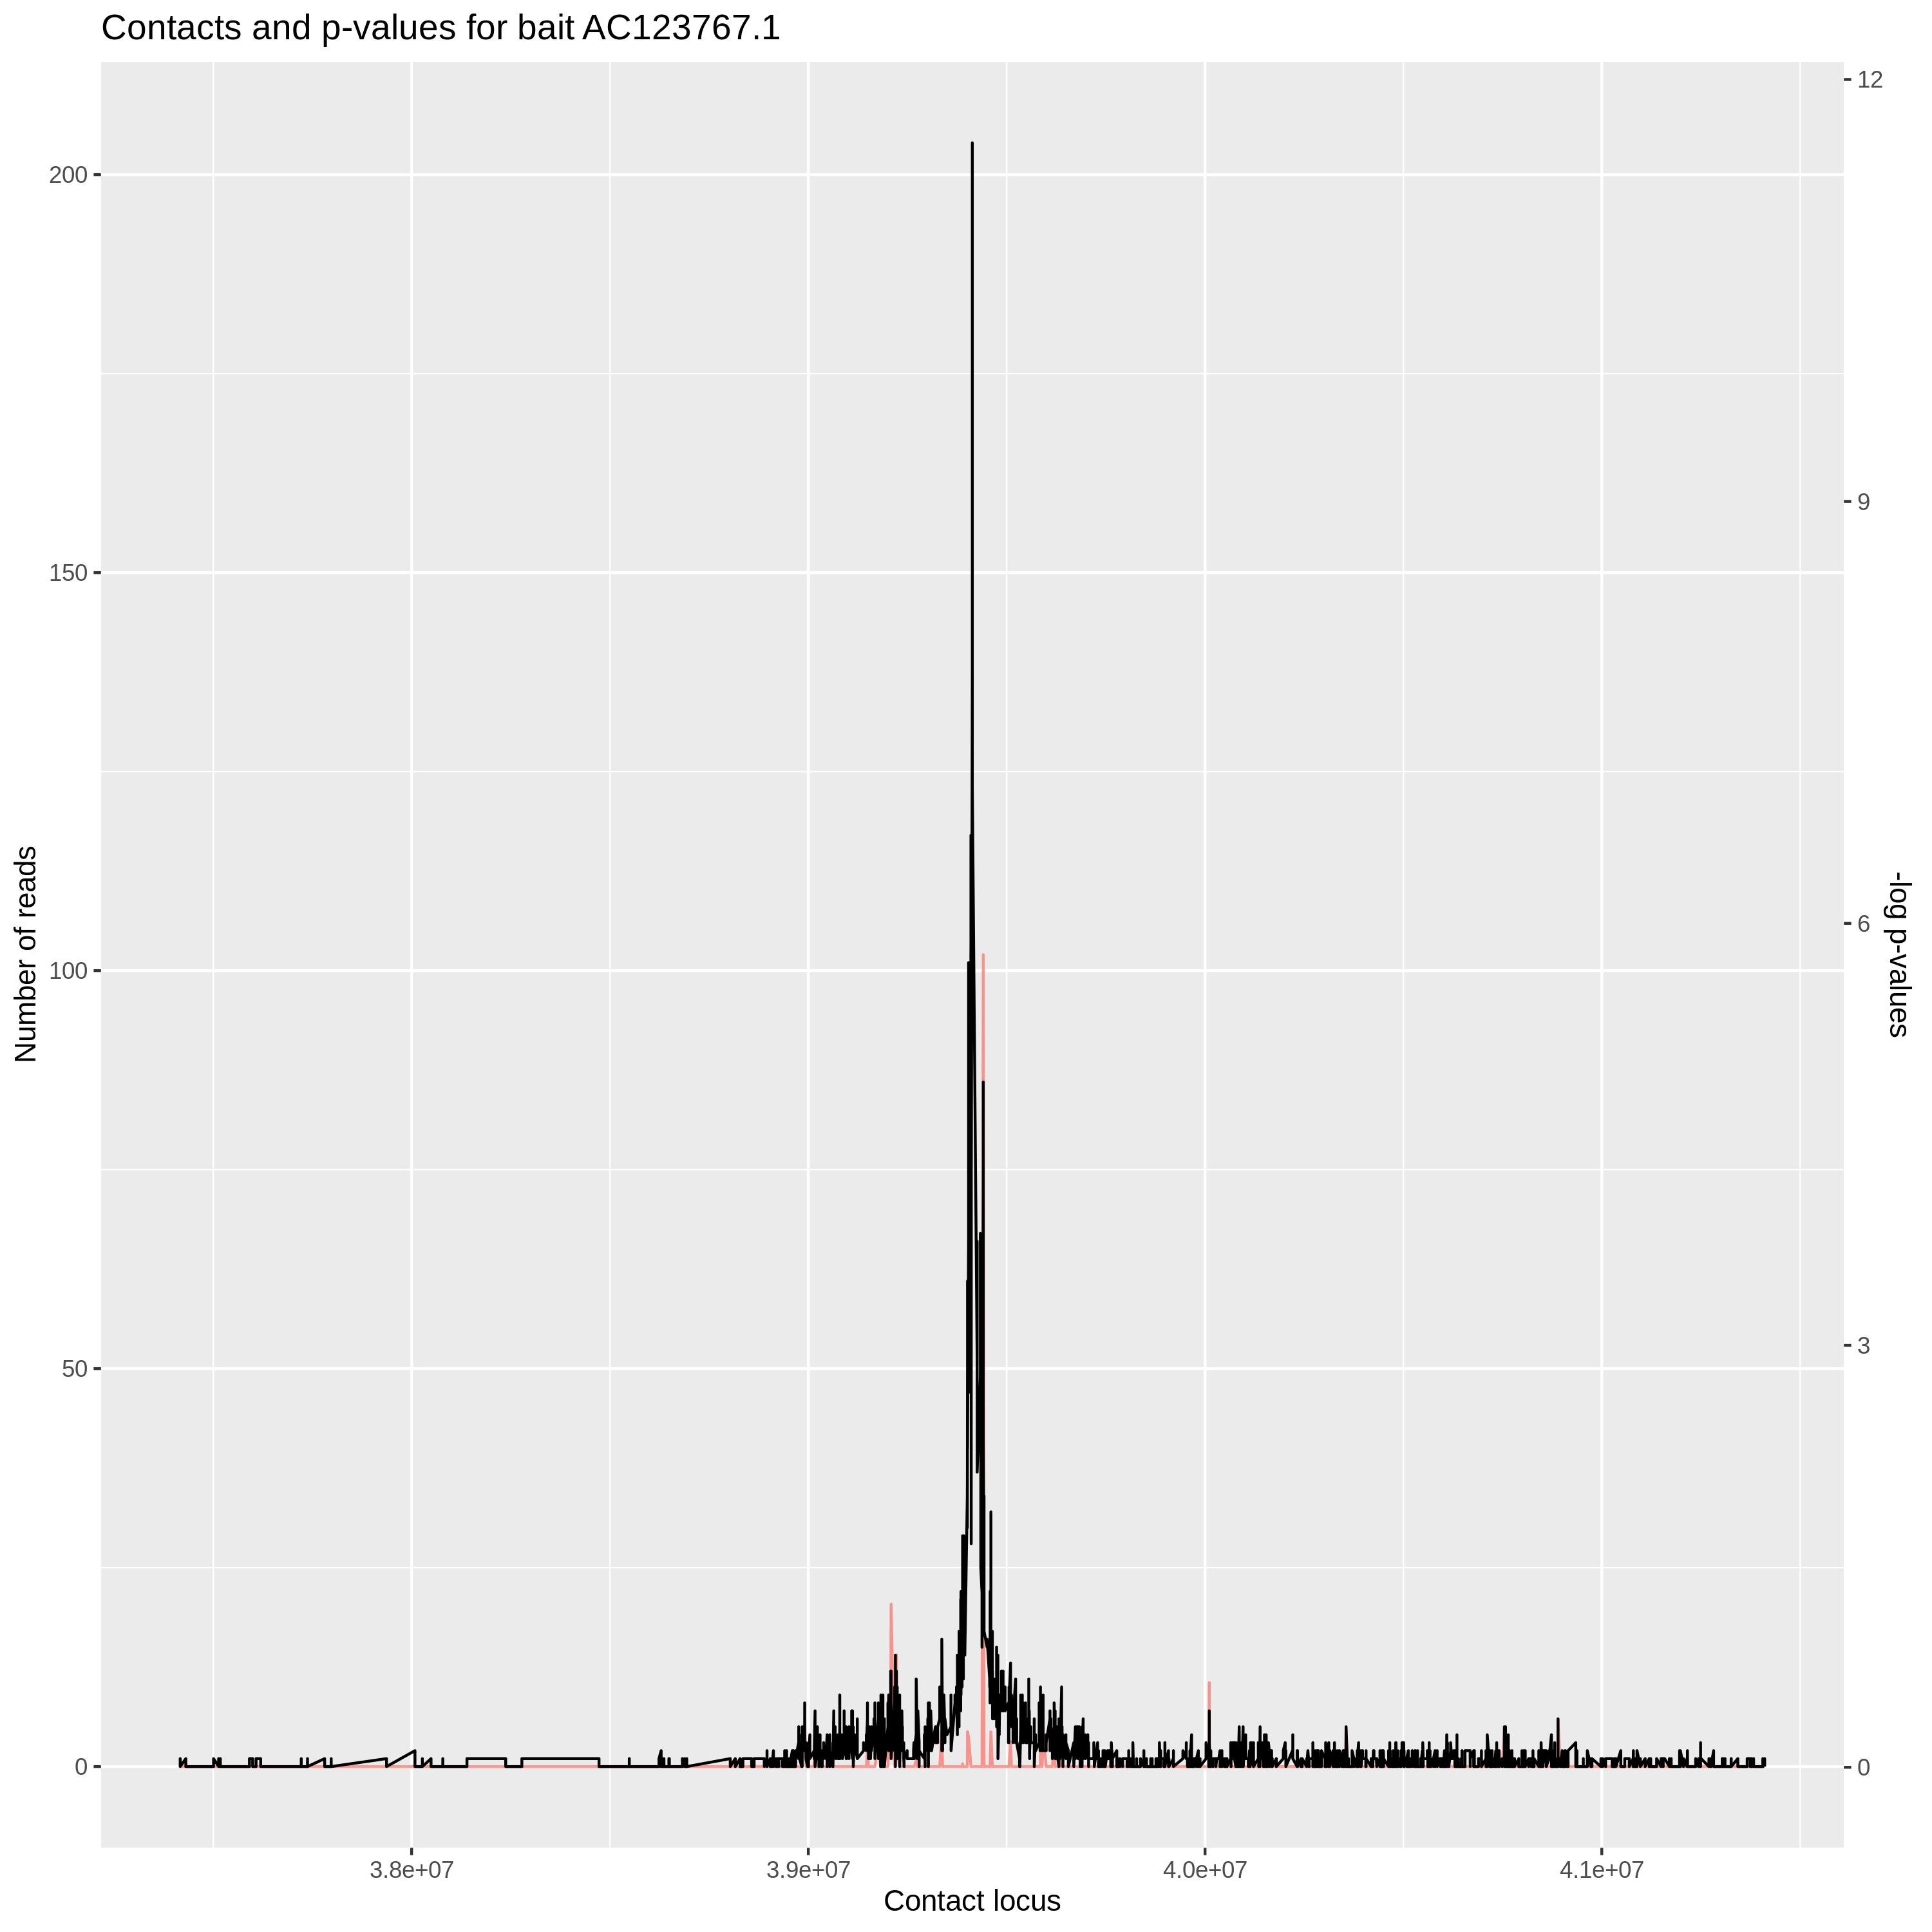 Contacts and p-values for bait AC123767.1
200
150
100
50
0
Number of reads
12
9
6
3
0
-log p-values
3.8e+07 3.9e+07 4.0e+07 4.1e+07
Contact locus